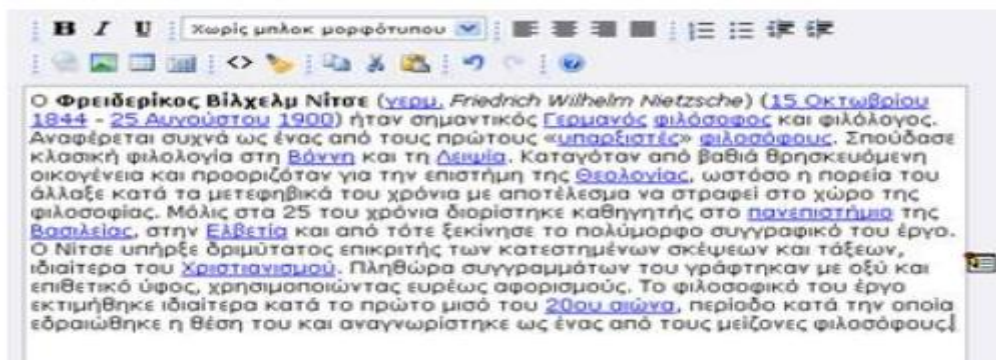 B I U Χωρίς μπλοκ μορφότυπου
Ο Φρειδερίκος Βίλχελμ Νίτσε (γερμ. Friedrich Wilhelm Nietzsche) (15 Οκτωβρίου
1844 - 25 Αυγούστου 1900) ήταν σημαντικός Γερμανός φιλόσοφος και φιλόλογος.
Αναφέρεται συχνά ως ένας από τους πρώτους «υπαρξιστές» φιλοσόφους. Σπούδασε
κλασική φιλολογία στη Βόννη και τη Λειψία. Καταγόταν από βαθιά θρησκευόμενη
οικογένεια και προοριζόταν για την επιστήμη της Θεολογίας, ωστόσο η πορεία του
άλλαξε κατά τα μετεφηβικά του χρόνια με αποτέλεσμα να στραφεί στο χώρο της
φιλοσοφίας. Μόλις στα 25 του χρόνια διορίστηκε καθηγητής στο πανεπιστήμιο της
Βασιλείας, στην Ελβετία και από τότε ξεκίνησε το πολύμορφο συγγραφικό του έργο.
Ο Νίτσε υπήρξε δριμύτατος επικριτής των κατεστημένων σκέψεων και τάξεων,
ιδιαίτερα του Χριστιανισμού. Πληθώρα συγγραμμάτων του γράφτηκαν με οξύ και
επιθετικό ύφος, χρησιμοποιώντας ευρέως αφορισμούς. Το φιλοσοφικό του έργο
εκτιμήθηκε ιδιαίτερα κατά το πρώτο μισό του 20ου αιώνα, περίοδο κατά την οποία
εδραιώθηκε η θέση του και αναγνωρίστηκε ως ένας από τους μείζονες φιλοσόφους.